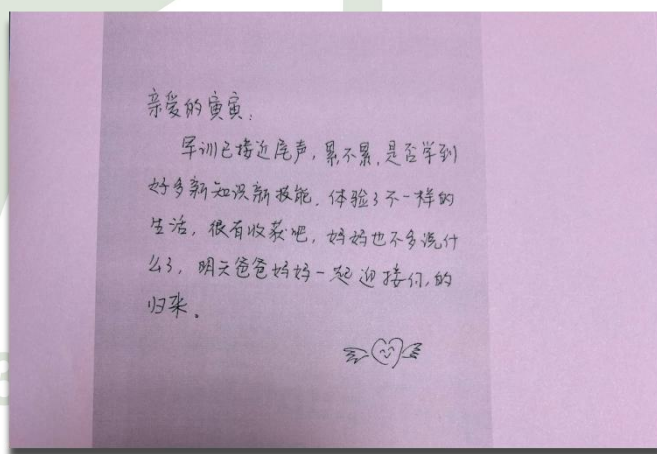 亲爱的寅寅:
军训已接近尾声,累不累,是否学到
好多新知识新技能,体验了不一样的
生活,很有收获吧,妈妈也不多说什
么了,明天爸爸妈妈一起迎接你的
归来。